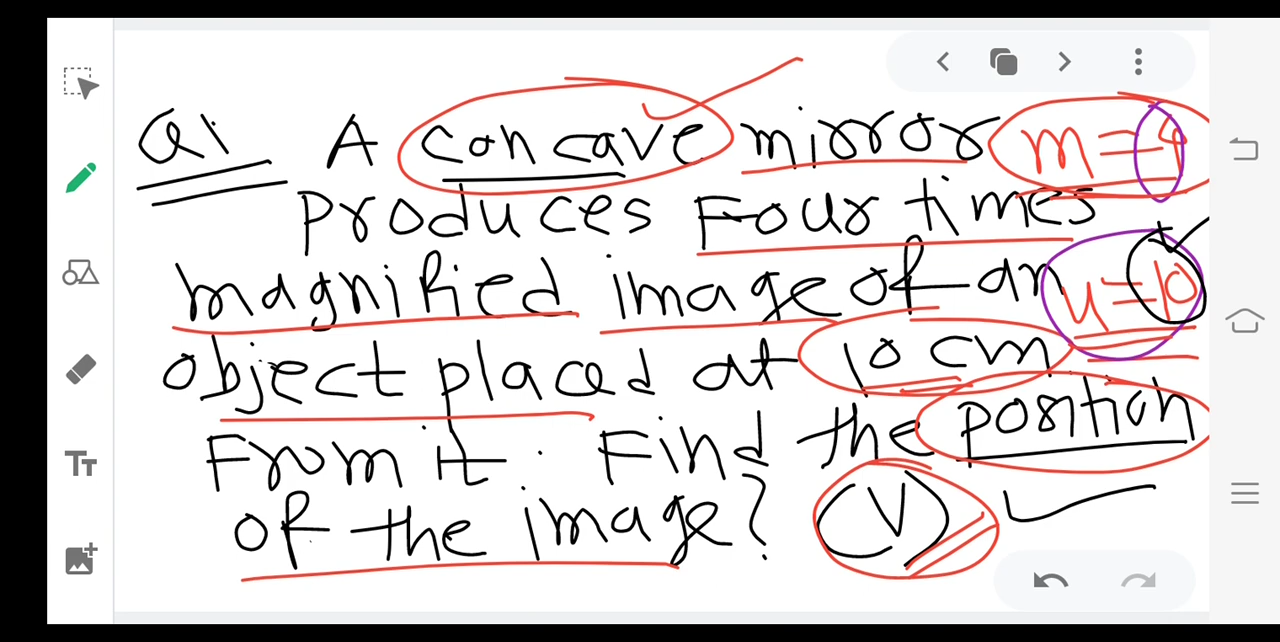 Q1 A concave mirror m = 4
produces Four times
magnified image of an u = 10
object placed at 10 cm
From it. Find the position
of the image? (V)
TT